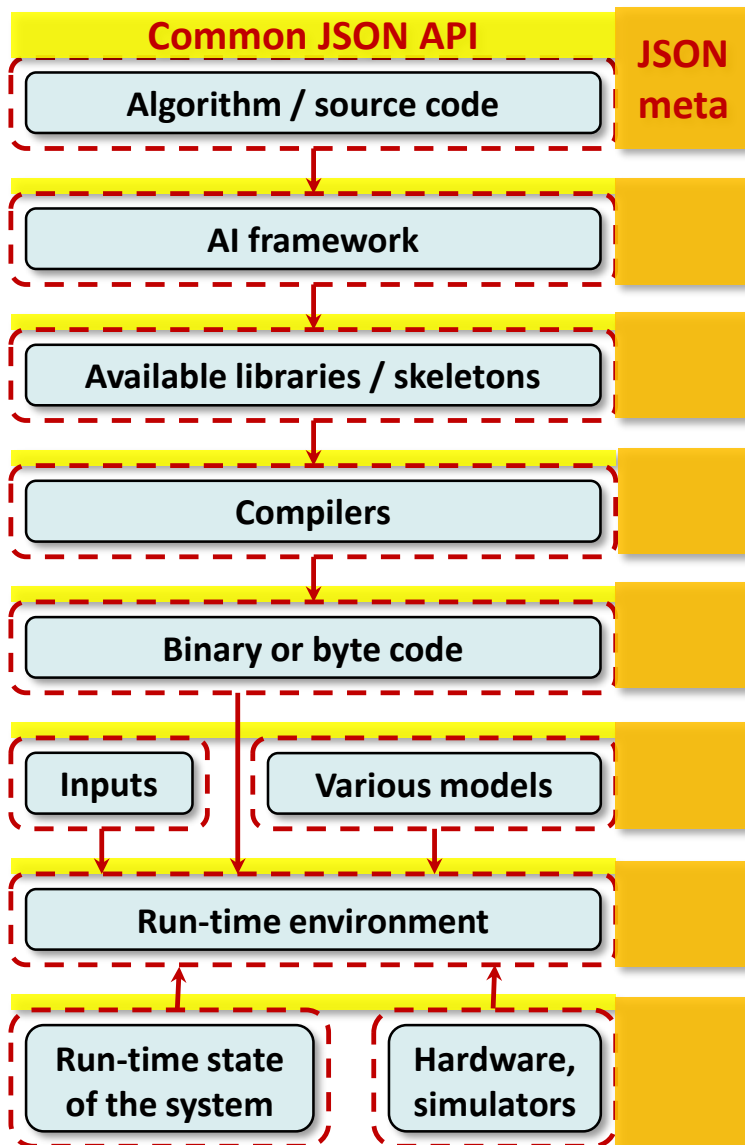 Common JSON API
JSON
meta
Algorithm / source code
AI framework
Available libraries / skeletons
Compilers
Binary or byte code
Inputs
Various models
Run-time environment
Run-time state
of the system
Hardware,
simulators